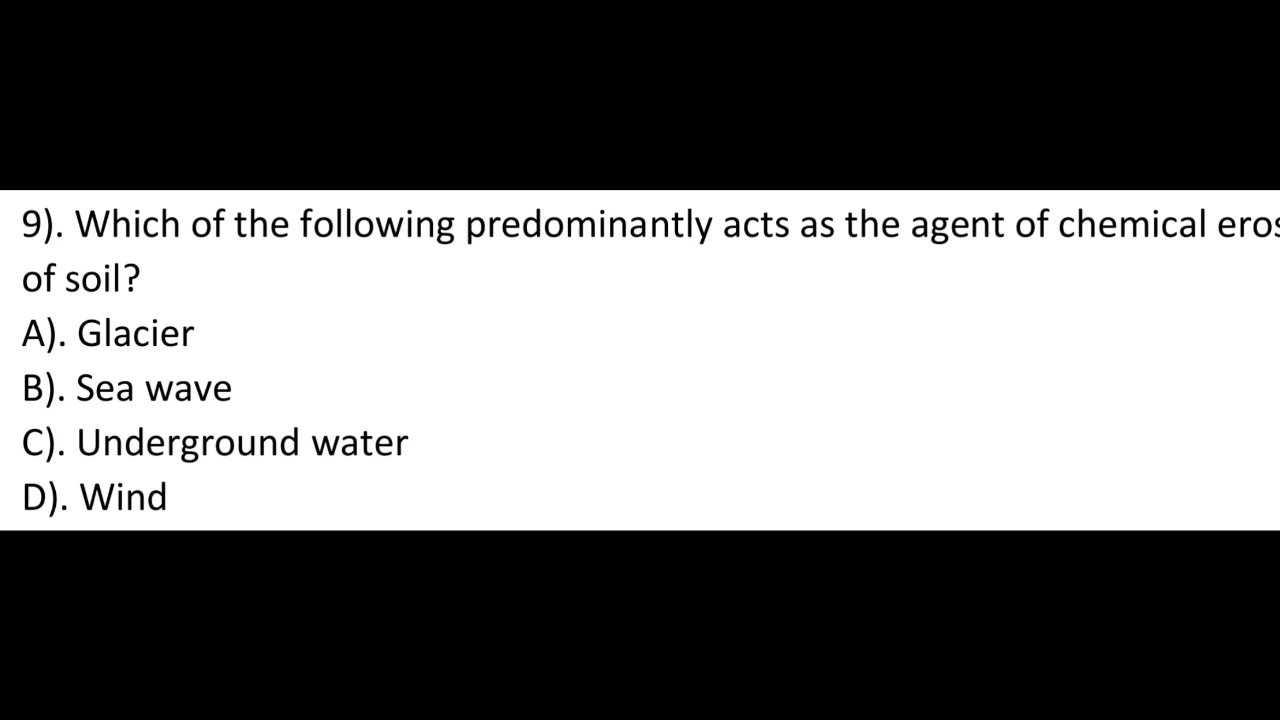 9). Which of the following predominantly acts as the agent of chemical eros
of soil?
A). Glacier
B). Sea wave
C). Underground water
D). Wind